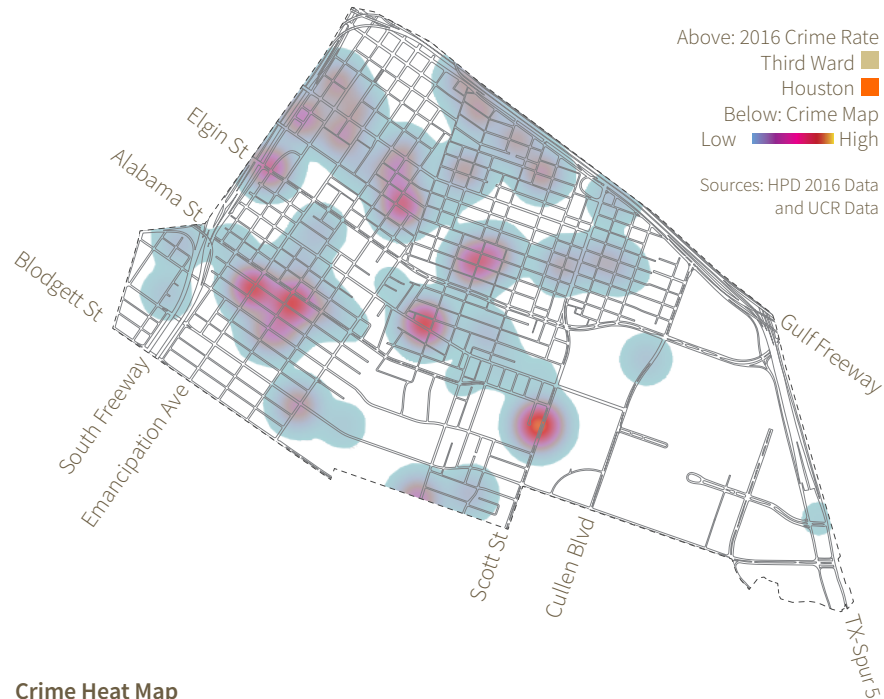 Above: 2016 Crime Rate
Third Ward
Houston
Below: Crime Map
Low High
Sources: HPD 2016 Data
and UCR Data
Elgin St
Alabama St
Blodgett St
South Freeway
Emancipation Ave
Scott St
Cullen Blvd
Gulf Freeway
TX-Spur 5
Crime Heat Map